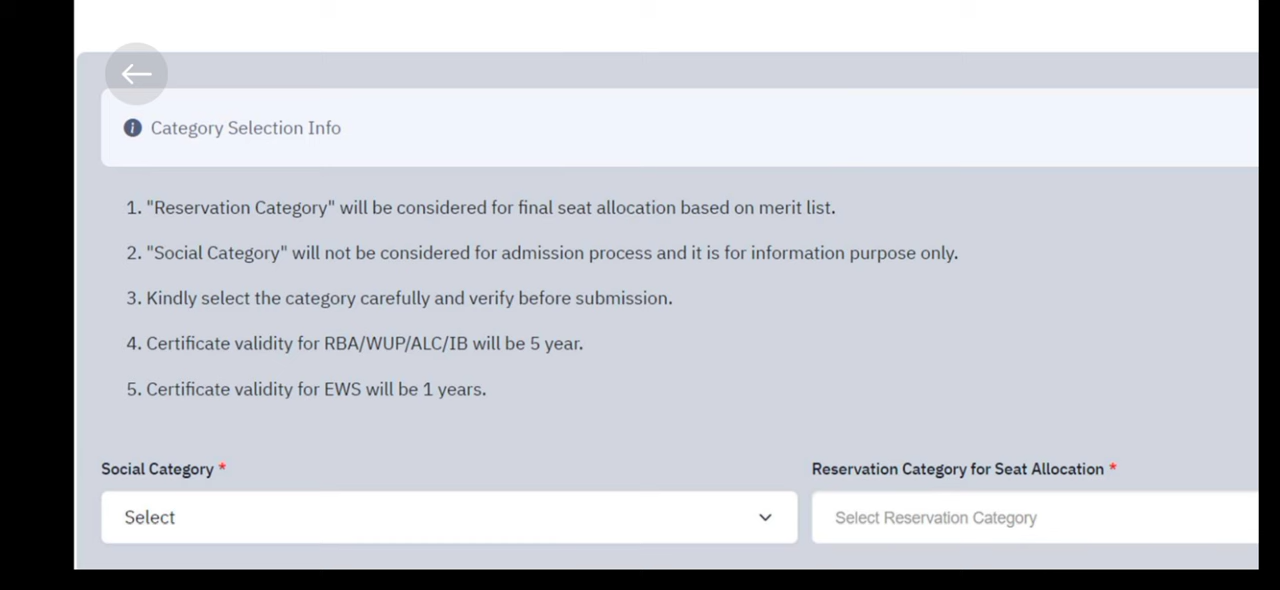 Category Selection Info
1. "Reservation Category" will be considered for final seat allocation based on merit list.
2. "Social Category" will not be considered for admission process and it is for information purpose only.
3. Kindly select the category carefully and verify before submission.
4. Certificate validity for RBA/WUP/ALC/IB will be 5 year.
5. Certificate validity for EWS will be 1 years.
Social Category *
Select
Reservation Category for Seat Allocation *
Select Reservation Category